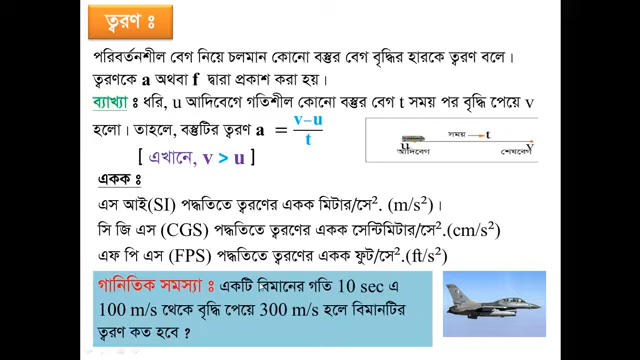 ত্বরণ ঃ
পরিবর্তনশীল বেগ নিয়ে চলমান কোনো বস্তুর বেগ বৃদ্ধির হারকে ত্বরণ বলে।
ত্বরণকে a অথবা f দ্বারা প্রকাশ করা হয়।
ব্যাখ্যা ঃ ধরি, u আদিবেগে গতিশীল কোনো বস্তুর বেগ t সময় পর বৃদ্ধি পেয়ে v
হলো। তাহলে, বস্তুটির ত্বরণ a = v–u/t
[ এখানে, v > u ]
সময় t
u v
আদিবেগ শেষবেগ
একক ঃ
এস আই(SI) পদ্ধতিতে ত্বরণের একক মিটার/সে². (m/s²)।
সি জি এস (CGS) পদ্ধতিতে ত্বরণের একক সেন্টিমিটার/সে².(cm/s²)
এফ পি এস (FPS) পদ্ধতিতে ত্বরণের একক ফুট/সে².(ft/s²)
গানিতিক সমস্যা ঃ একটি বিমানের গতি 10 sec এ
100 m/s থেকে বৃদ্ধি পেয়ে 300 m/s হলে বিমানটির
ত্বরণ কত হবে ?